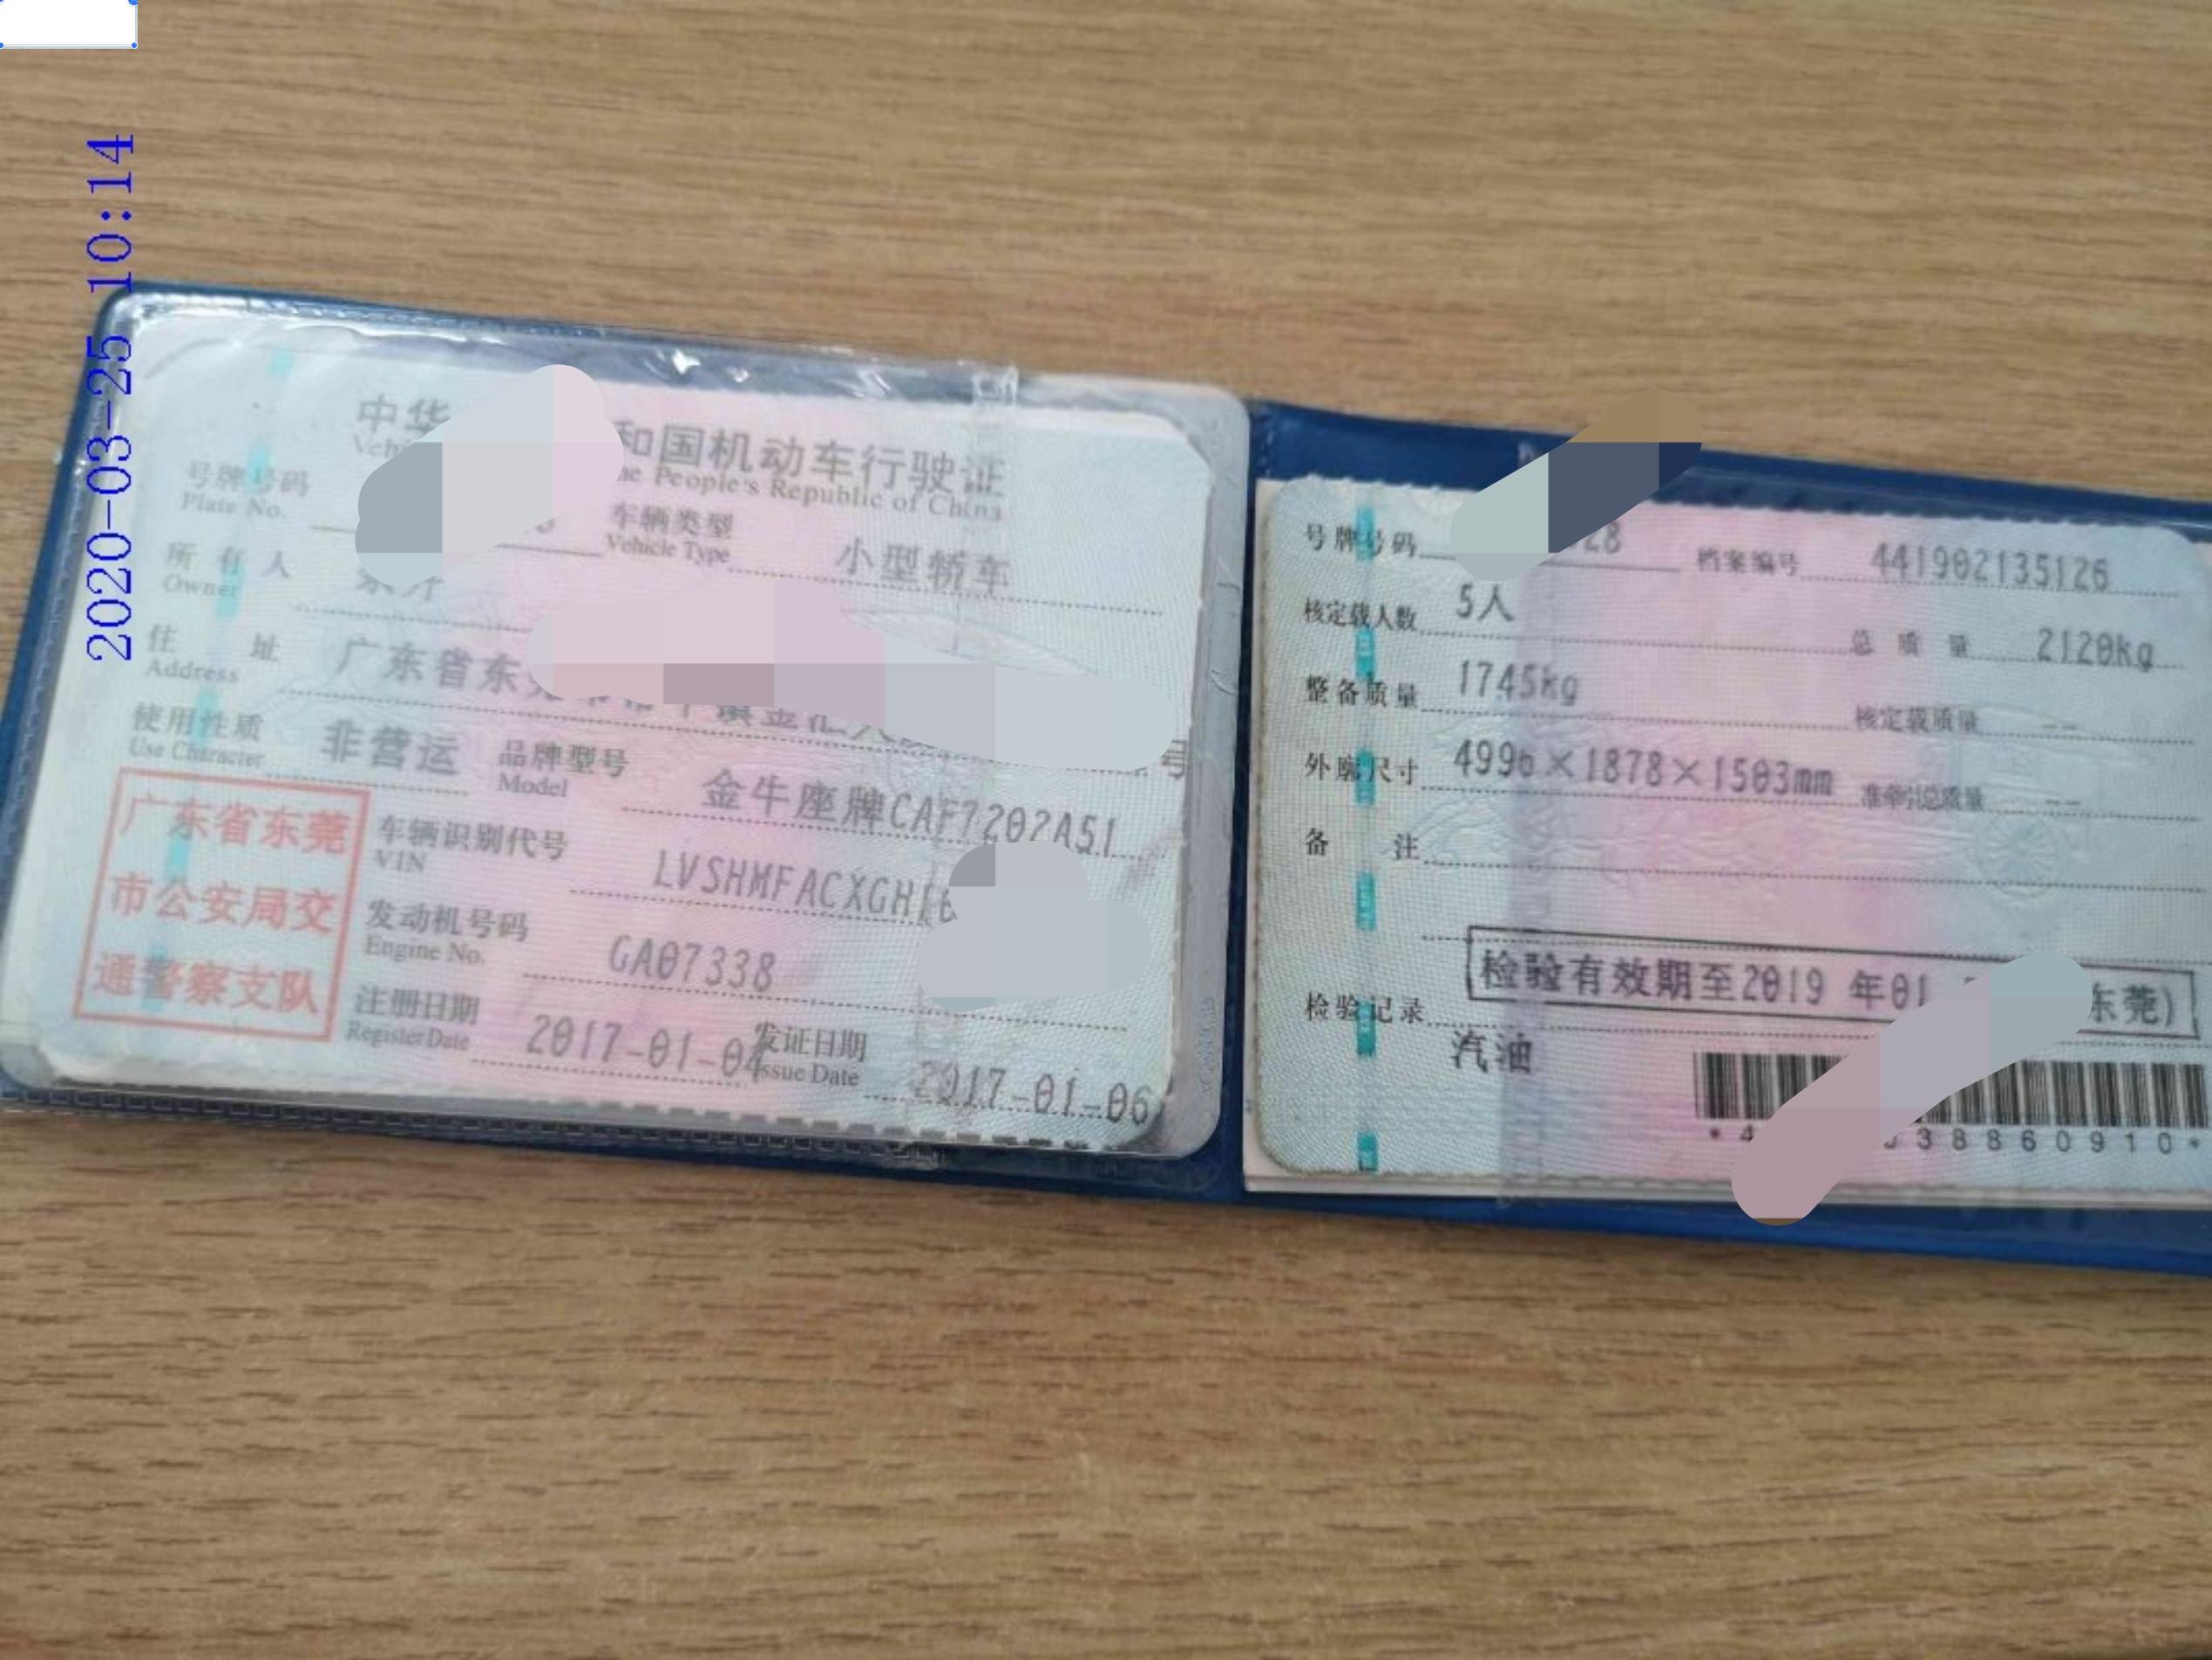 2020-03-25 10:14
中华 和国机动车行驶证
People's Republic of China
号牌号码
Plate No.
车辆类型 小型轿车
Vehicle Type
所有人
Owner
住址 广东省东
Address
号
使用性质 非营运 品牌型号 金牛座牌CAF7202A51
Use Character Model
广东省东莞
市公安局交
通警察支队
车辆识别代号 LVSHMFACXGH
VIN
发动机号码 GA07338
Engine No.
注册日期 2017-01-04 发证日期 2017-01-06
Register Date Issue Date
号牌号码 28 档案编号 441902135126
核定载人数 5人 总质量 2120kg
整备质量 1745kg 核定载质量 --
外廓尺寸 4996×1878×1503mm 准牵引总质量 --
备注
检验有效期至2019 年01 东莞)
检验记录
汽油
*4 38860910*